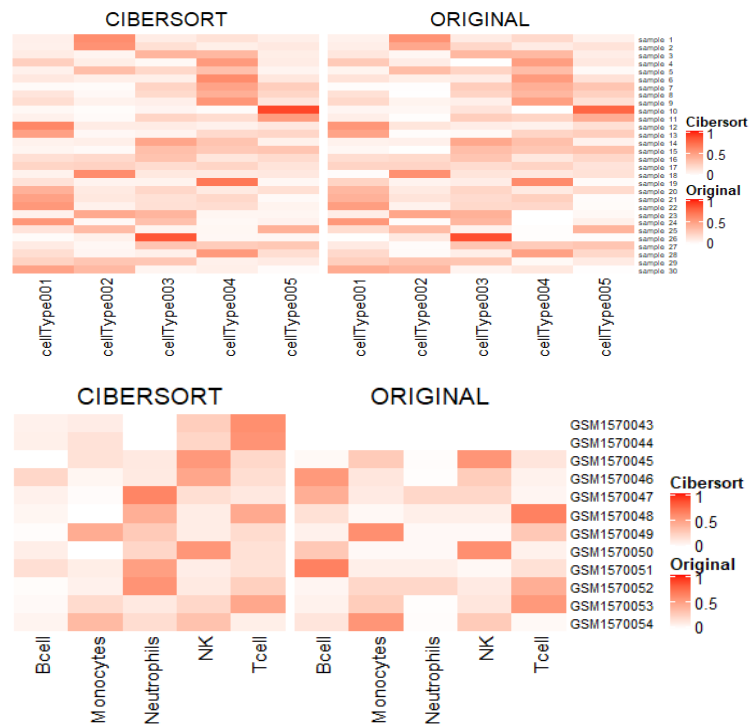 CIBERSORT ORIGINAL
sample 1
sample 2
sample 3
sample 4
sample 5
sample 6
sample 7
sample 8
sample 9
sample 10
sample 11
sample 12
sample 13
sample 14
sample 15
sample 16
sample 17
sample 18
sample 19
sample 20
sample 21
sample 22
sample 23
sample 24
sample 25
sample 26
sample 27
sample 28
sample 29
sample 30
Cibersort
1
0.5
0
Original
1
0.5
0
cellType001 cellType002 cellType003 cellType004 cellType005 cellType001 cellType002 cellType003 cellType004 cellType005
CIBERSORT ORIGINAL
GSM1570043
GSM1570044
GSM1570045
GSM1570046
GSM1570047
GSM1570048
GSM1570049
GSM1570050
GSM1570051
GSM1570052
GSM1570053
GSM1570054
Cibersort
1
0.5
0
Original
1
0.5
0
Bcell Monocytes Neutrophils NK Tcell Bcell Monocytes Neutrophils NK Tcell